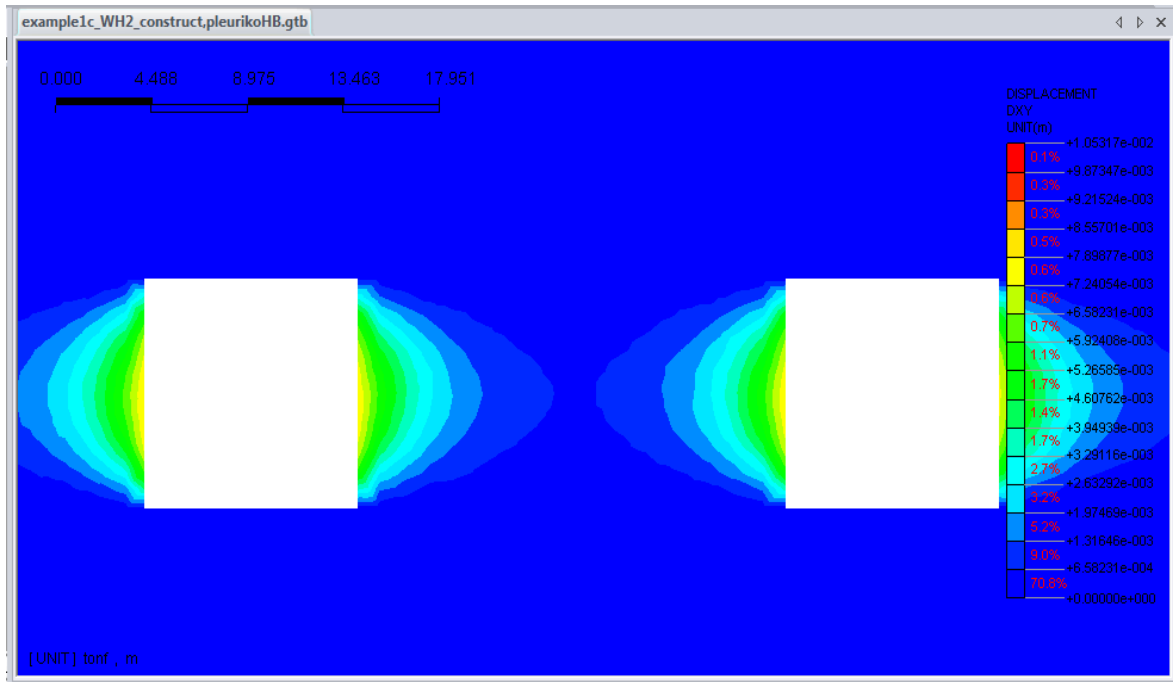 example1c_WH2_construct,pleurikoHB.gtb
0.000 4.488 8.975 13.463 17.951
DISPLACEMENT
DXY
UNIT(m)
+1.05317e-002
0.1%
+9.87347e-003
0.3%
+9.21524e-003
0.3%
+8.55701e-003
0.5%
+7.89877e-003
0.6%
+7.24054e-003
0.6%
+6.58231e-003
0.7%
+5.92408e-003
1.1%
+5.26585e-003
1.7%
+4.60762e-003
1.4%
+3.94939e-003
1.7%
+3.29116e-003
2.7%
+2.63292e-003
3.2%
+1.97469e-003
5.2%
+1.31646e-003
9.0%
+6.58231e-004
70.8%
+0.00000e+000
[ UNIT ] tonf , m